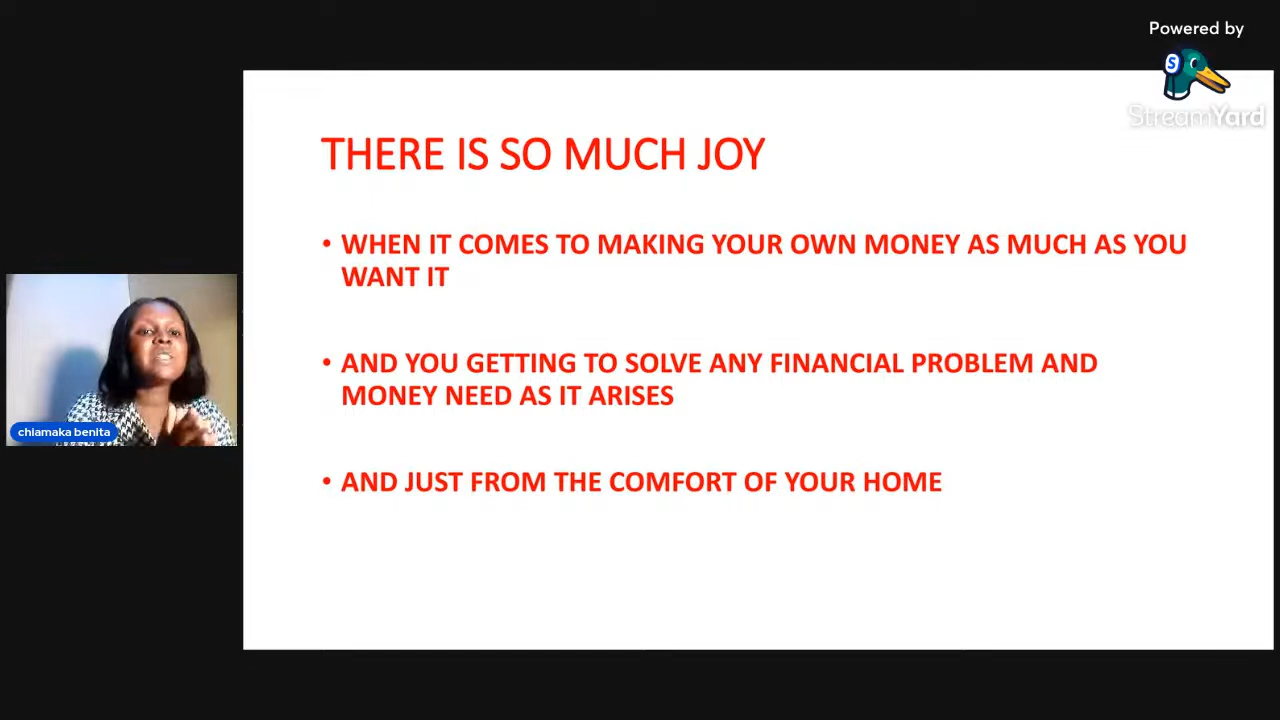 Powered by
S
StreamYard
THERE IS SO MUCH JOY
• WHEN IT COMES TO MAKING YOUR OWN MONEY AS MUCH AS YOU
WANT IT
• AND YOU GETTING TO SOLVE ANY FINANCIAL PROBLEM AND
MONEY NEED AS IT ARISES
• AND JUST FROM THE COMFORT OF YOUR HOME
chiamaka benita